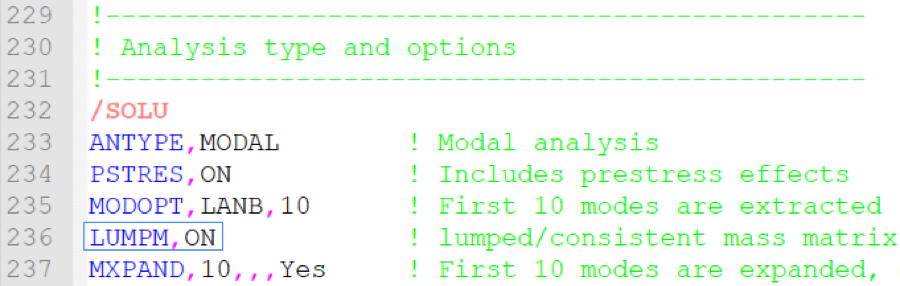 229 !------------------------------------------------
230 ! Analysis type and options
231 !------------------------------------------------
232 /SOLU
233 ANTYPE,MODAL ! Modal analysis
234 PSTRES,ON ! Includes prestress effects
235 MODOPT,LANB,10 ! First 10 modes are extracted
236 LUMPM,ON ! lumped/consistent mass matrix
237 MXPAND,10,,,Yes ! First 10 modes are expanded,